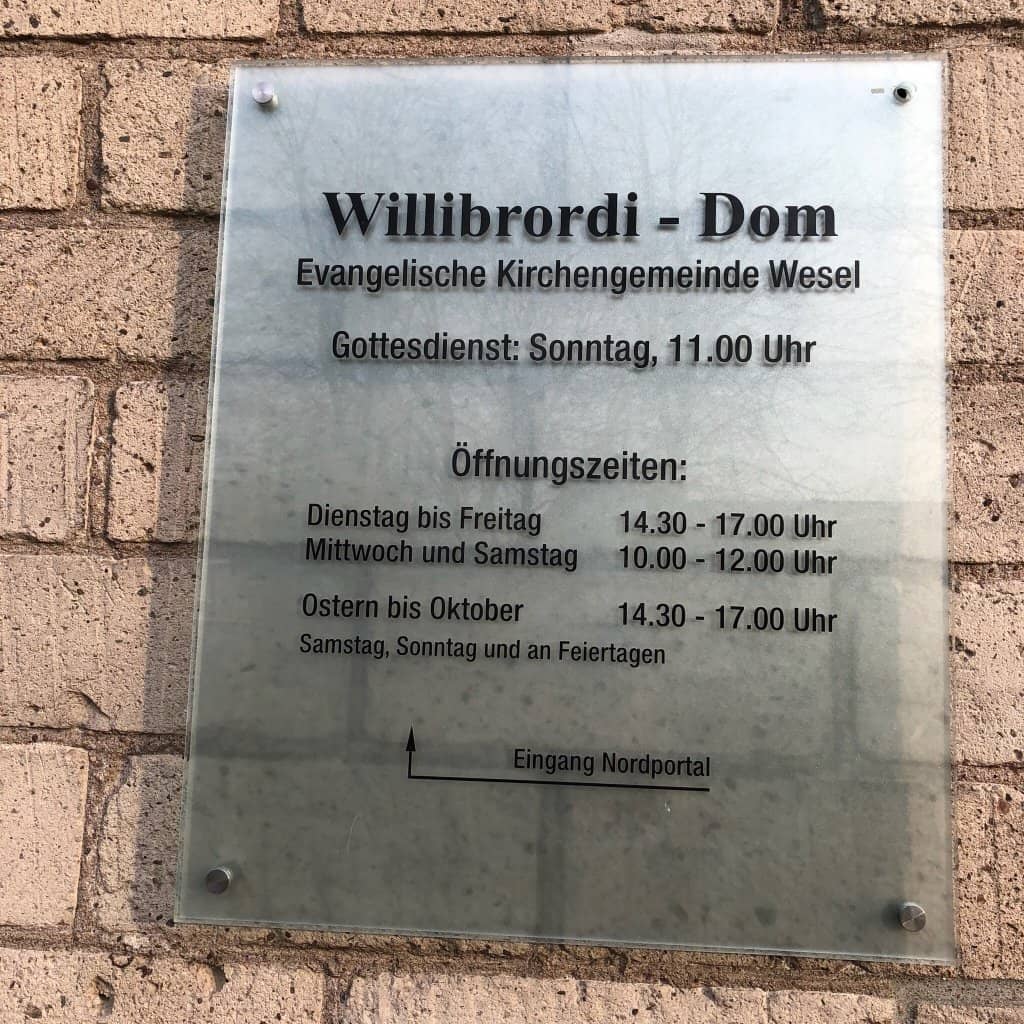 Willibrordi - Dom
Evangelische Kirchengemeinde Wesel
Gottesdienst: Sonntag, 11.00 Uhr
Öffnungszeiten:
Dienstag bis Freitag 14.30 - 17.00 Uhr
Mittwoch und Samstag 10.00 - 12.00 Uhr
Ostern bis Oktober 14.30 - 17.00 Uhr
Samstag, Sonntag und an Feiertagen
Eingang Nordportal